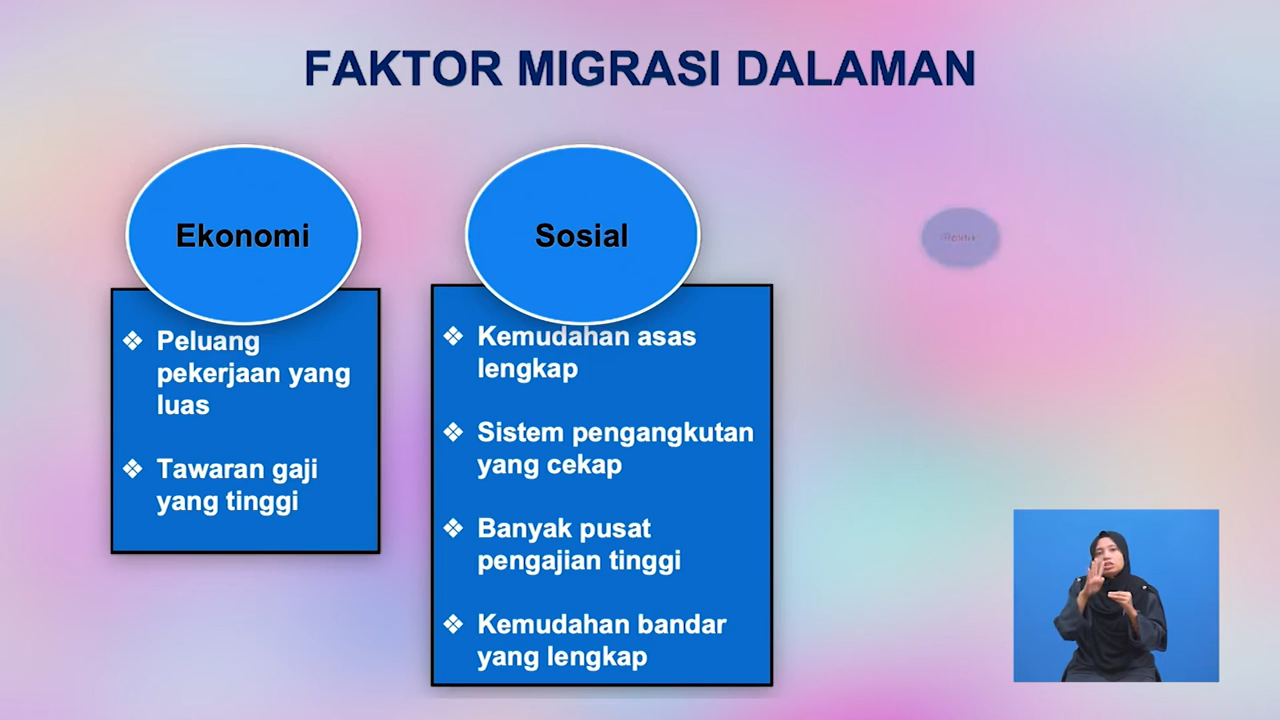 FAKTOR MIGRASI DALAMAN
Ekonomi
❖ Peluang
pekerjaan yang
luas
❖ Tawaran gaji
yang tinggi
Sosial
❖ Kemudahan asas
lengkap
❖ Sistem pengangkutan
yang cekap
❖ Banyak pusat
pengajian tinggi
❖ Kemudahan bandar
yang lengkap